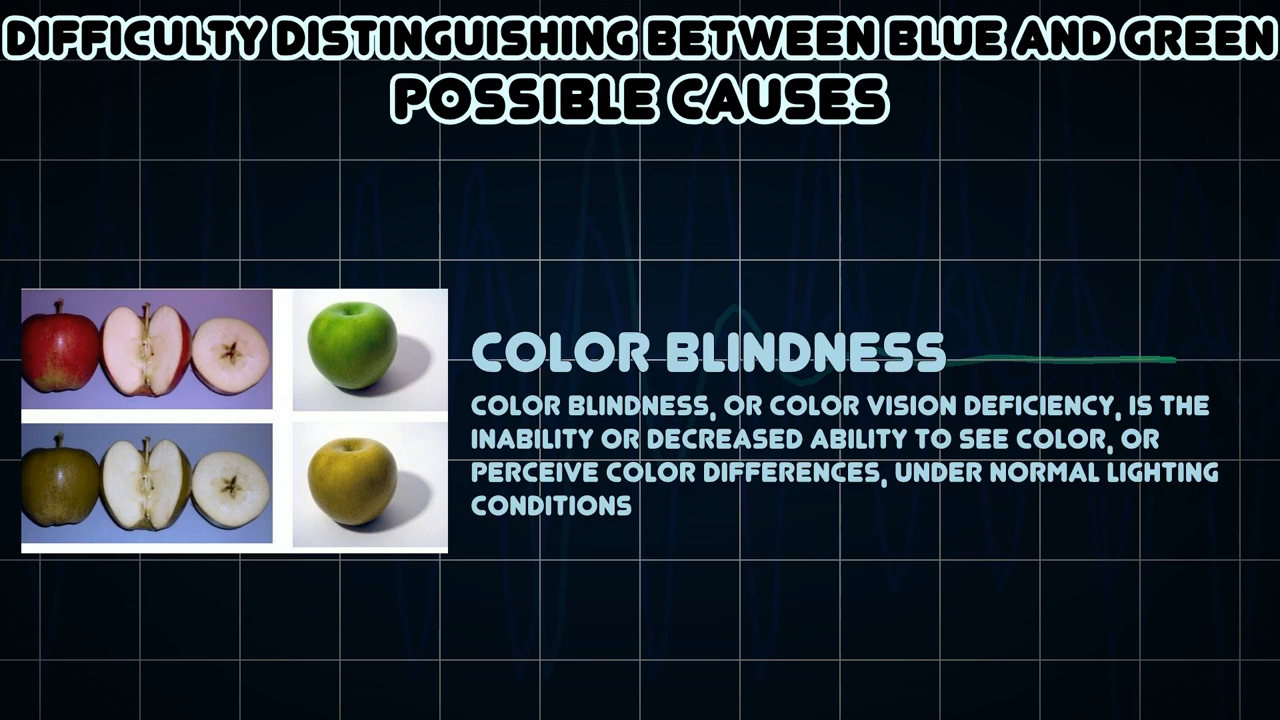 DIFFICULTY DISTINGUISHING BETWEEN BLUE AND GREEN
POSSIBLE CAUSES
COLOR BLINDNESS
COLOR BLINDNESS, OR COLOR VISION DEFICIENCY, IS THE
INABILITY OR DECREASED ABILITY TO SEE COLOR, OR
PERCEIVE COLOR DIFFERENCES, UNDER NORMAL LIGHTING
CONDITIONS